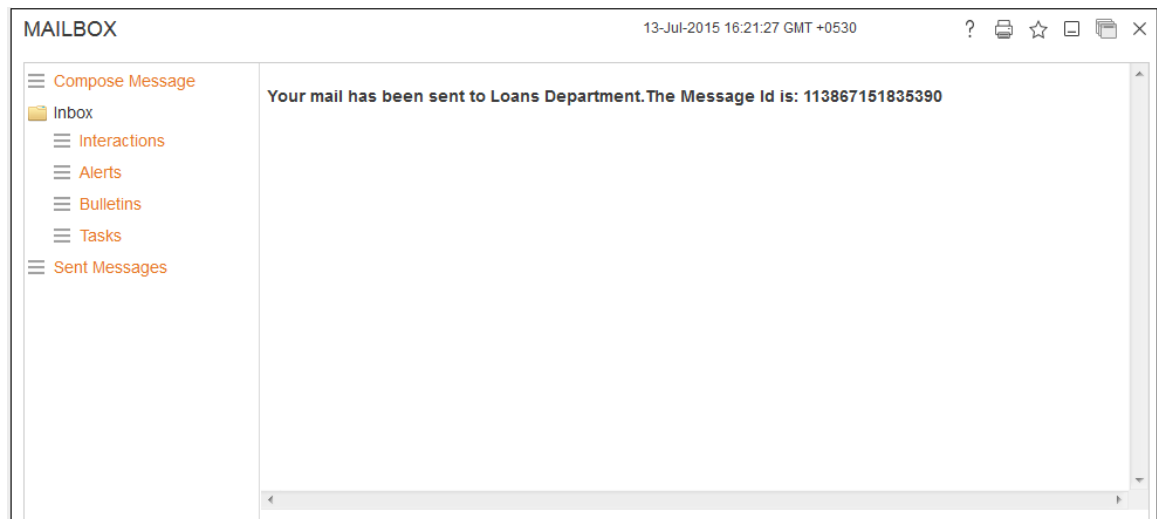 MAILBOX
13-Jul-2015 16:21:27 GMT +0530
?
Compose Message
Inbox
Interactions
Alerts
Bulletins
Tasks
Sent Messages
Your mail has been sent to Loans Department.The Message Id is: 113867151835390